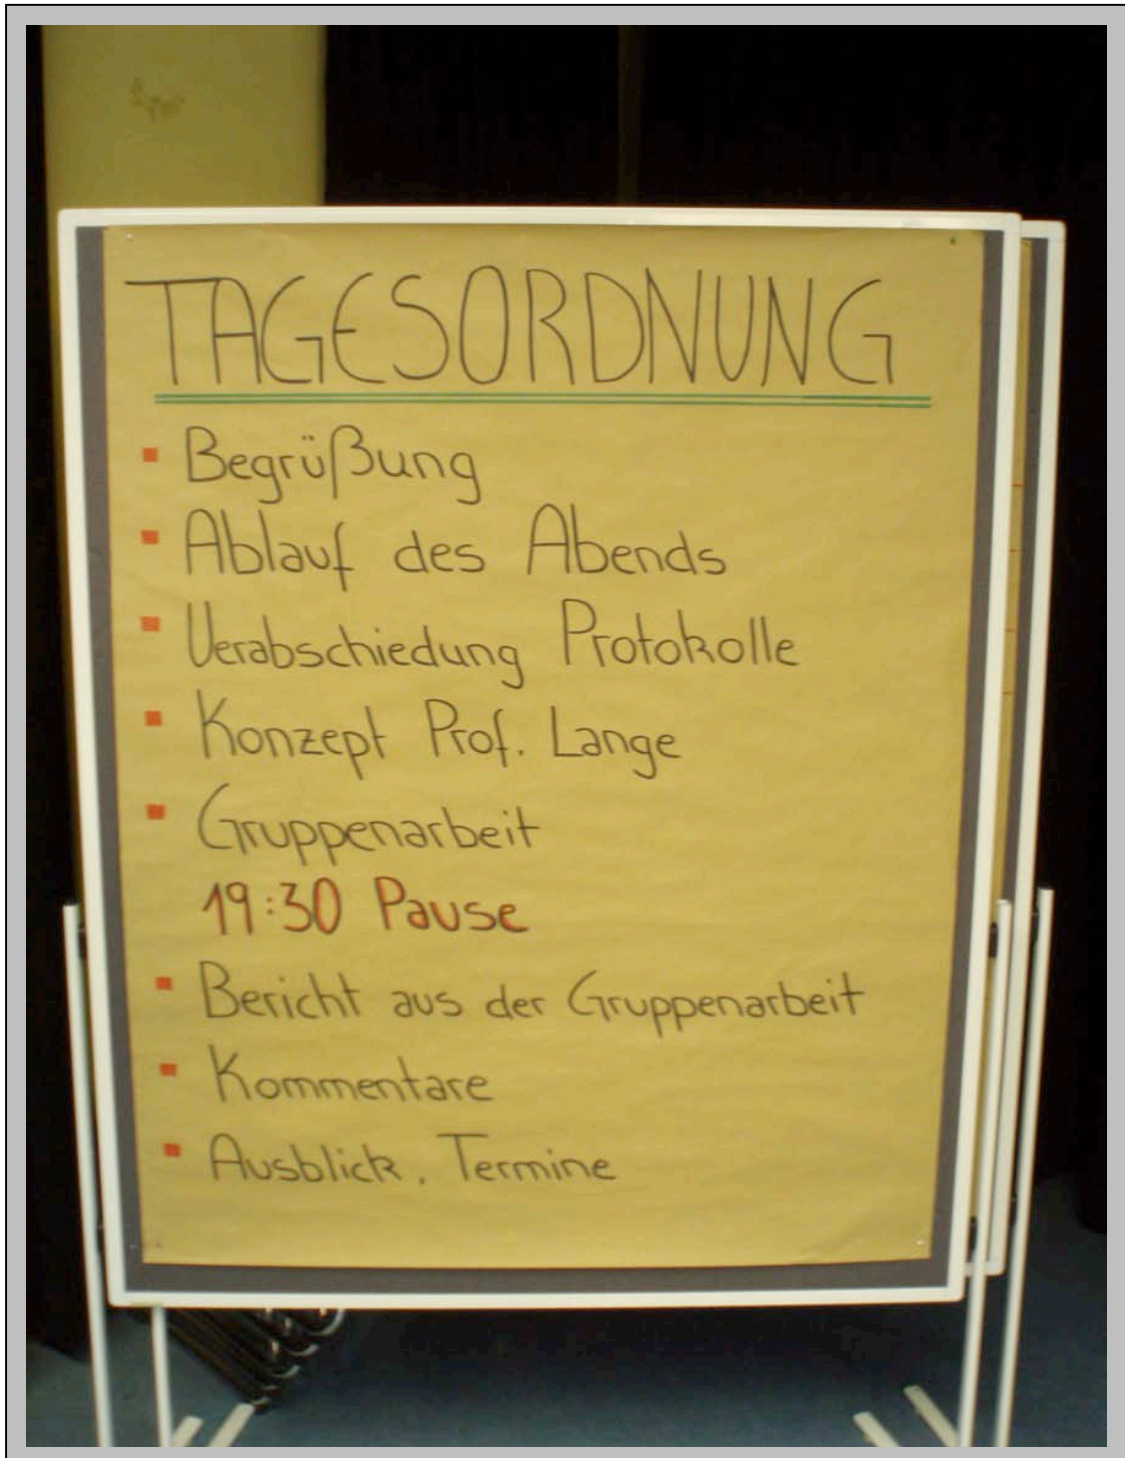 TAGESORDNUNG
▪ Begrüßung
▪ Ablauf des Abends
▪ Verabschiedung Protokolle
▪ Konzept Prof. Lange
▪ Gruppenarbeit
19:30 Pause
▪ Bericht aus der Gruppenarbeit
▪ Kommentare
▪ Ausblick, Termine